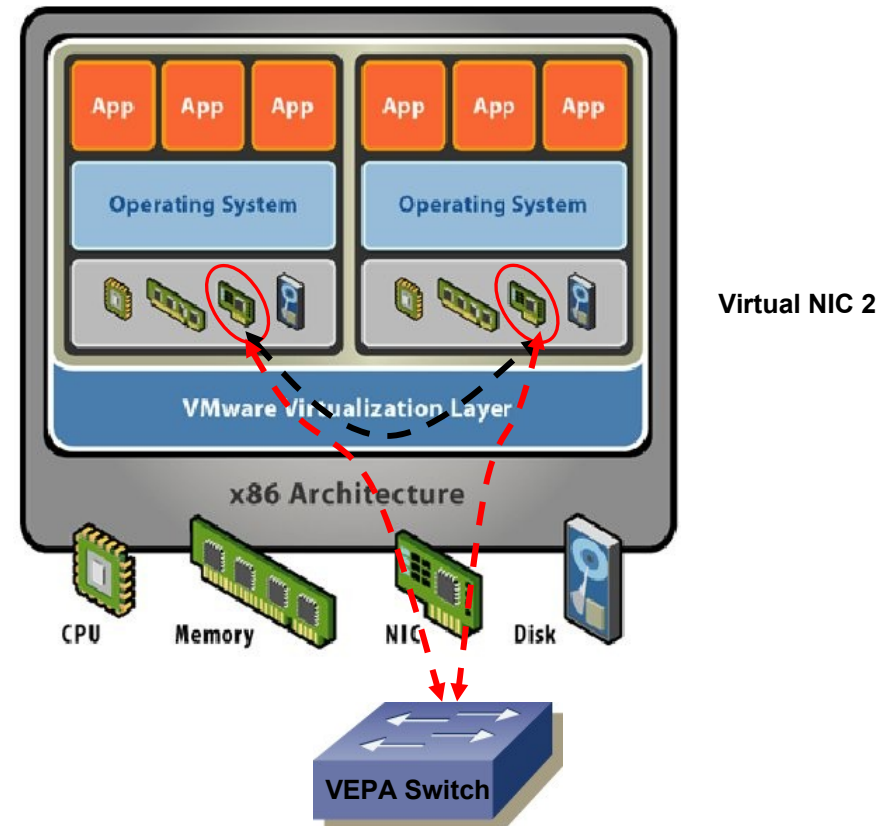 App App App App App App
Operating System Operating System
Virtual NIC 2
VMware Virtualization Layer
x86 Architecture
CPU Memory NIC Disk
VEPA Switch